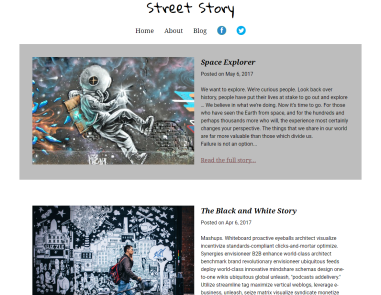 Street Story
Home About Blog
Space Explorer
Posted on May 6, 2017
We want to explore. We're curious people. Look back over
history, people have put their lives at stake to go out and explore
... We believe in what we're doing. Now it's time to go. For those
who have seen the Earth from space, and for the hundreds and
perhaps thousands more who will, the experience most certainly
changes your perspective. The things that we share in our world
are far more valuable than those which divide us.
Failure is not an option...
Read the full story...
The Black and White Story
Posted on Apr 6, 2017
Mashups. Whiteboard proactive eyeballs architect visualize
incentivize standards-compliant clicks-and-mortar optimize.
Synergies envisioneer B2B enhance world-class architect
benchmark brand revolutionary envisioneer ubiquitous feeds
deploy world-class innovative mindshare schemas design one-
to-one wikis ubiquitous global unleash, "podcasts addelivery,"
Utilize streamline tag maximize vertical weblogs, leverage e-
business, unleash, seize matrix visualize syndicate monetize